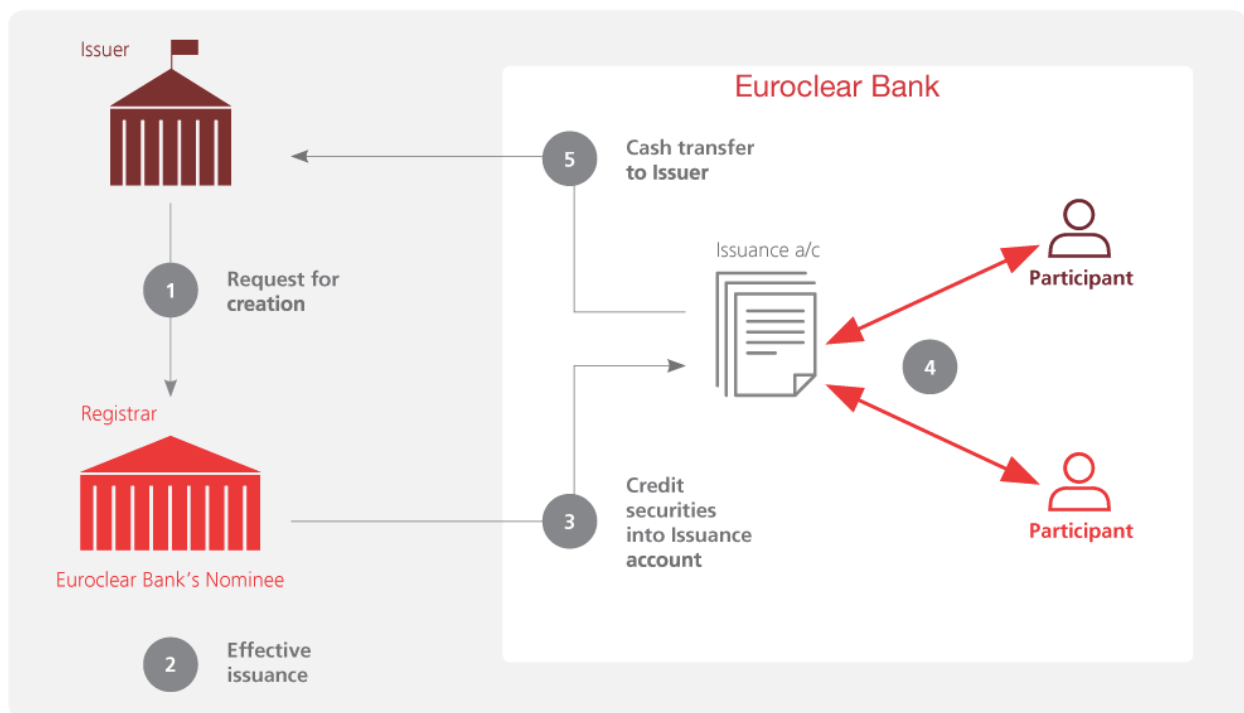 Issuer
Euroclear Bank
5
Cash transfer
to Issuer
Issuance a/c
Participant
1
Request for
creation
4
Registrar
Participant
3
Credit
securities
into Issuance
account
Euroclear Bank's Nominee
2
Effective
issuance